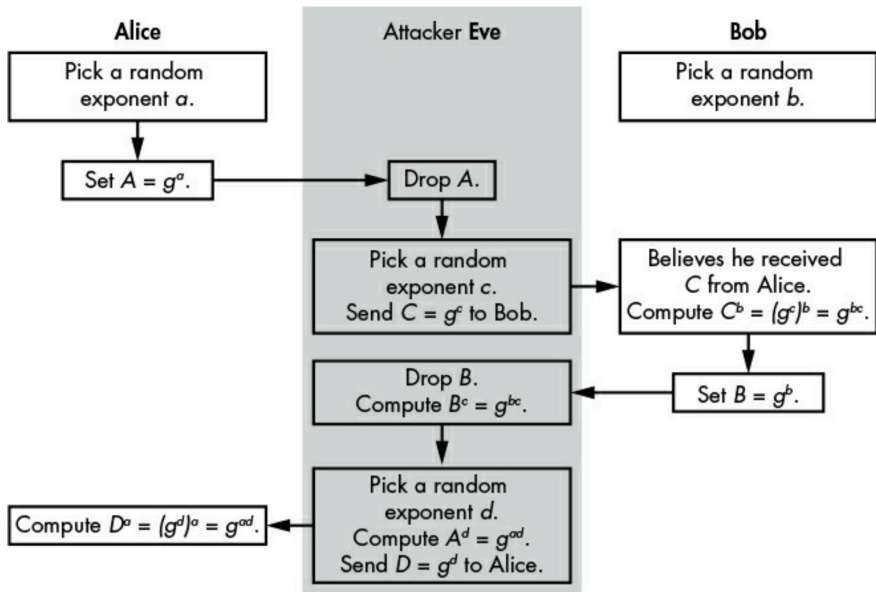 Alice
Attacker Eve
Bob
Pick a random
exponent a.
Pick a random
exponent b.
Set A = gᵃ.
Drop A.
Pick a random
exponent c.
Send C = gᶜ to Bob.
Believes he received
C from Alice.
Compute Cᵇ = (gᶜ)ᵇ = gᵇᶜ.
Drop B.
Compute Bᶜ = gᵇᶜ.
Set B = gᵇ.
Pick a random
exponent d.
Compute Aᵈ = gᵃᵈ.
Send D = gᵈ to Alice.
Compute Dᵃ = (gᵈ)ᵃ = gᵃᵈ.